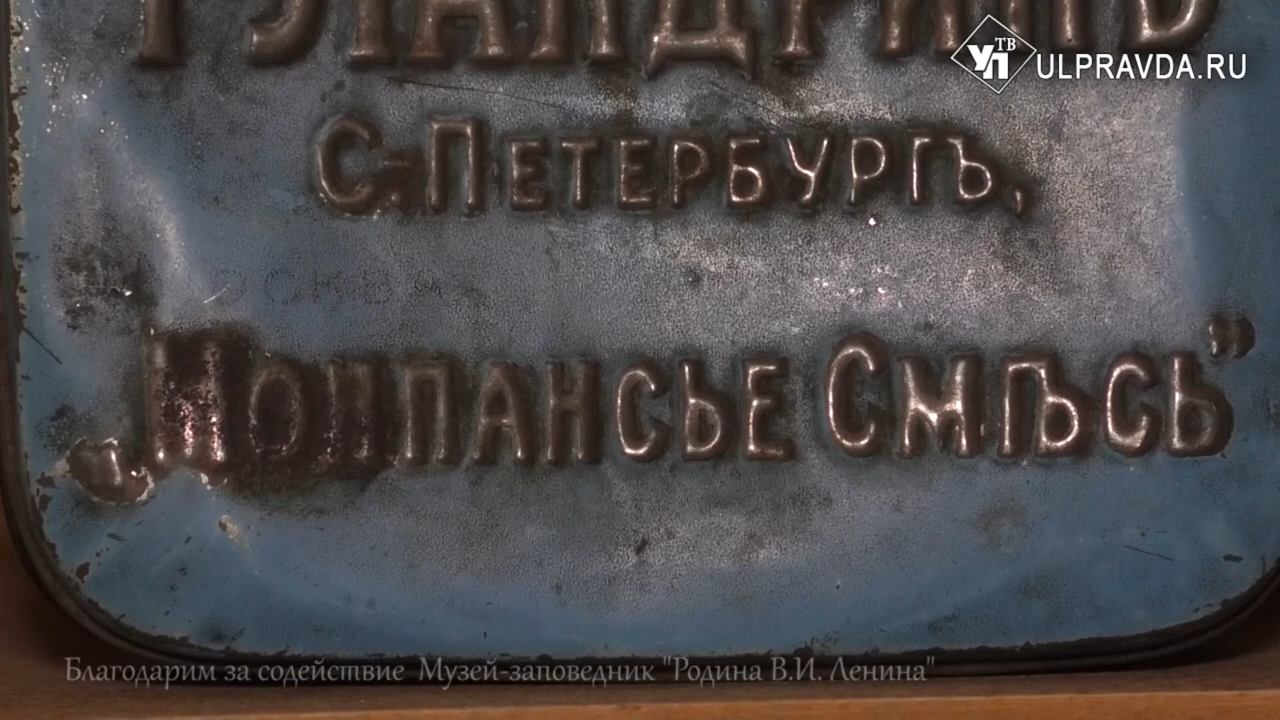 ТВ
УП ULPRAVDA.RU
С-ПЕТЕРБУРГЪ,
„МОНПАНСЬЕ СМѢСЬ"
Благодарим за содействие Музей-заповедник "Родина В.И. Ленина"